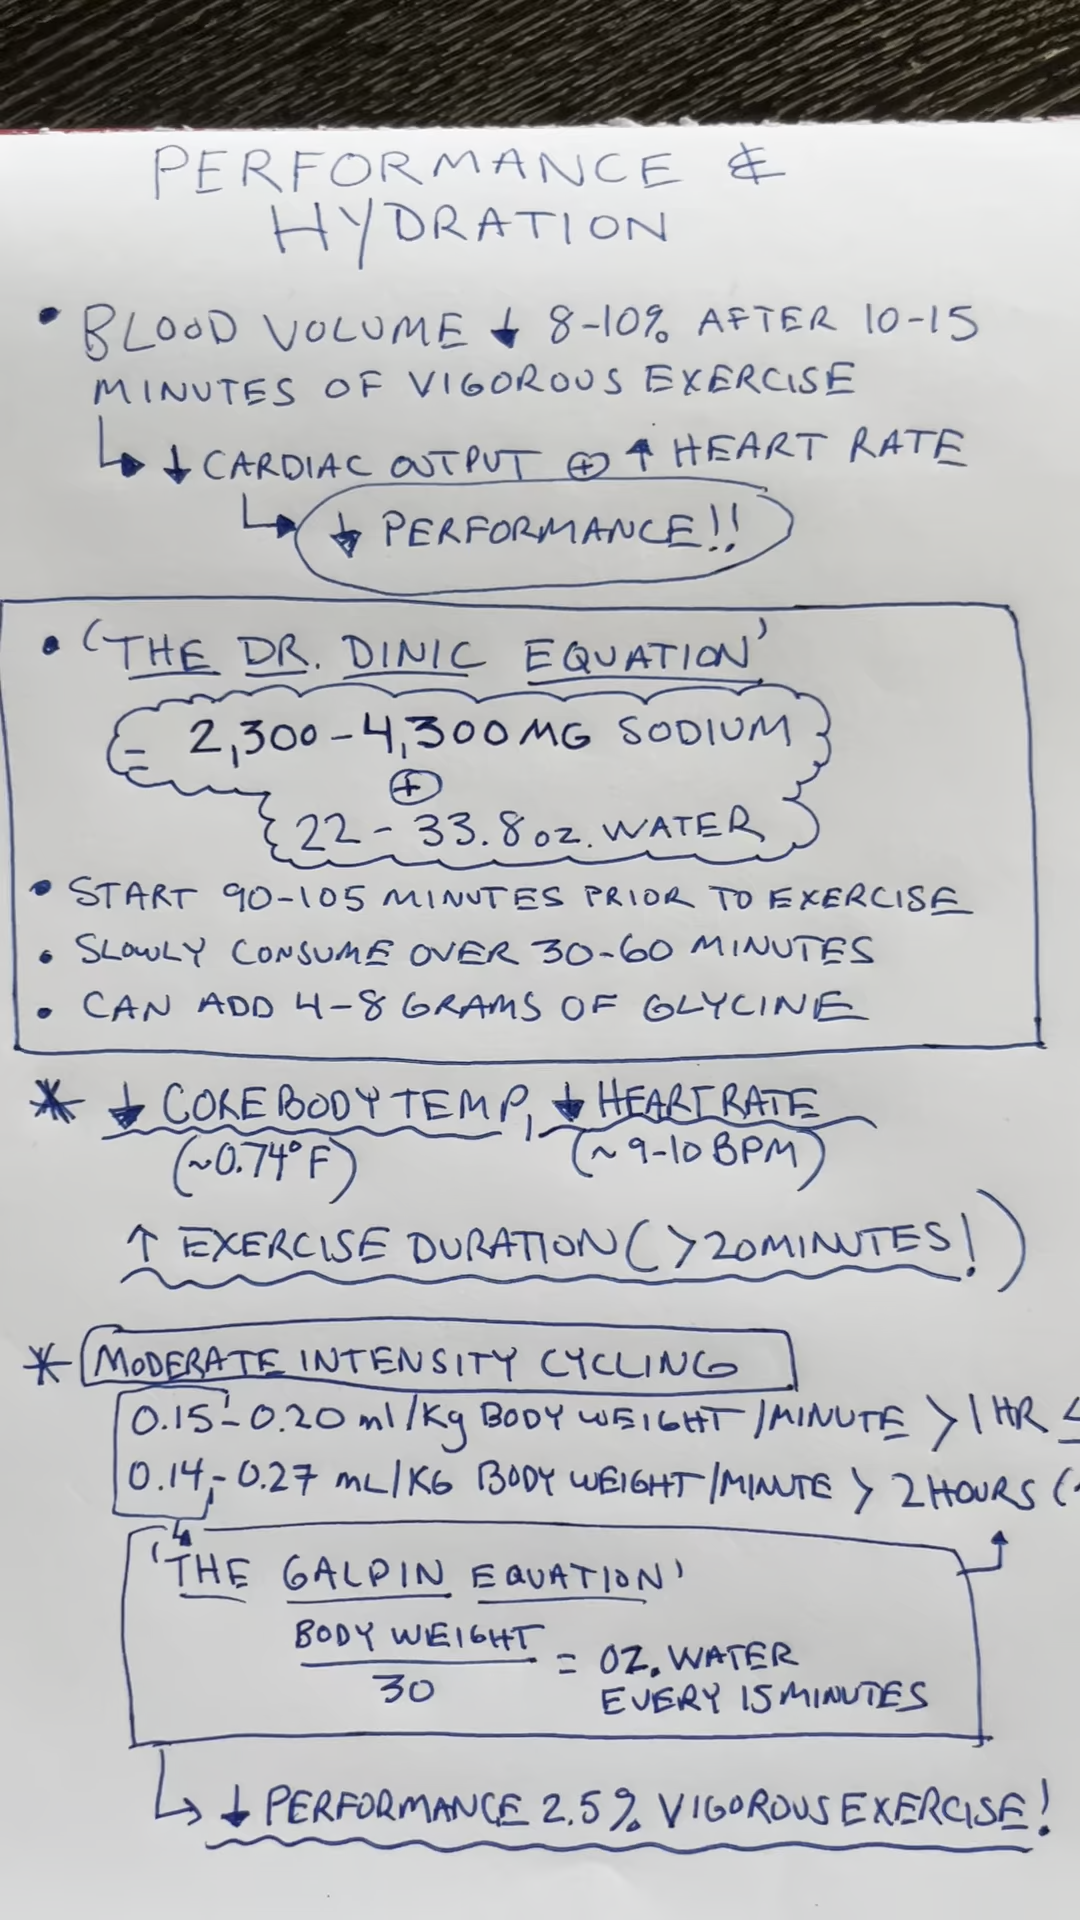 PERFORMANCE &
HYDRATION
• BLOOD VOLUME ↓ 8-10% AFTER 10-15
MINUTES OF VIGOROUS EXERCISE
↳ ↓ CARDIAC OUTPUT ⊕ ↑ HEART RATE
↳ ↓ PERFORMANCE!!
• 'THE DR. DINIC EQUATION'
= 2,300-4,300MG SODIUM
⊕
22-33.8 oz. WATER
• START 90-105 MINUTES PRIOR TO EXERCISE
• SLOWLY CONSUME OVER 30-60 MINUTES
• CAN ADD 4-8 GRAMS OF GLYCINE
* ↓ CORE BODY TEMP, ↓ HEART RATE
(~0.74°F) (~9-10 BPM)
↑ EXERCISE DURATION (>20 MINUTES!)
* MODERATE INTENSITY CYCLING
0.15-0.20 ml/Kg BODY WEIGHT/MINUTE > 1 HR
0.14-0.27 mL/KG BODY WEIGHT/MINUTE > 2 HOURS (
'THE GALPIN EQUATION'
BODY WEIGHT
30
= OZ. WATER
EVERY 15 MINUTES
↳ ↓ PERFORMANCE 2.5% VIGOROUS EXERCISE!